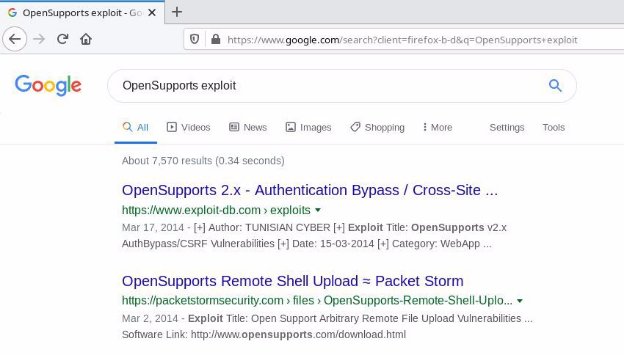 OpenSupports exploit - Go
https://www.google.com/search?client=firefox-b-d&q=OpenSupports+exploit
Google
OpenSupports exploit
All Videos News Images Shopping More Settings Tools
About 7,570 results (0.34 seconds)
OpenSupports 2.x - Authentication Bypass / Cross-Site ...
https://www.exploit-db.com › exploits
Mar 17, 2014 - [+] Author: TUNISIAN CYBER [+] Exploit Title: OpenSupports v2.x
AuthBypass/CSRF Vulnerabilities [+] Date: 15-03-2014 [+] Category: WebApp ...
OpenSupports Remote Shell Upload ≈ Packet Storm
https://packetstormsecurity.com › files › OpenSupports-Remote-Shell-Uplo...
Mar 2, 2014 - Exploit Title: Open Support Arbitrary Remote File Upload Vulnerabilities ...
Software Link: http://www.opensupports.com/download.html